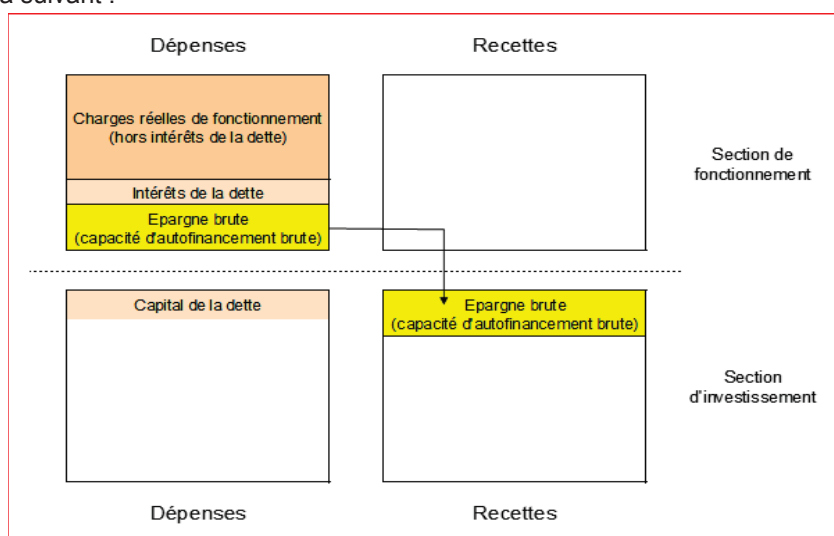 a suivant :
Dépenses
Recettes
Charges réelles de fonctionnement
(hors intérêts de la dette)
Intérêts de la dette
Epargne brute
(capacité d'autofinancement brute)
Section de
fonctionnement
Capital de la dette
Epargne brute
(capacité d'autofinancement brute)
Section
d'investissement
Dépenses
Recettes